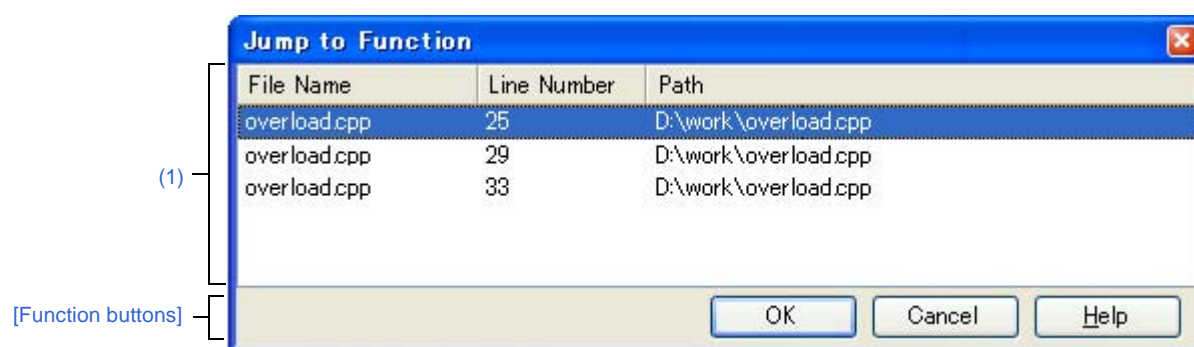 Jump to Function
File Name Line Number Path
overload.cpp 25 D:\work\overload.cpp
overload.cpp 29 D:\work\overload.cpp
overload.cpp 33 D:\work\overload.cpp
(1)
[Function buttons]
OK Cancel Help